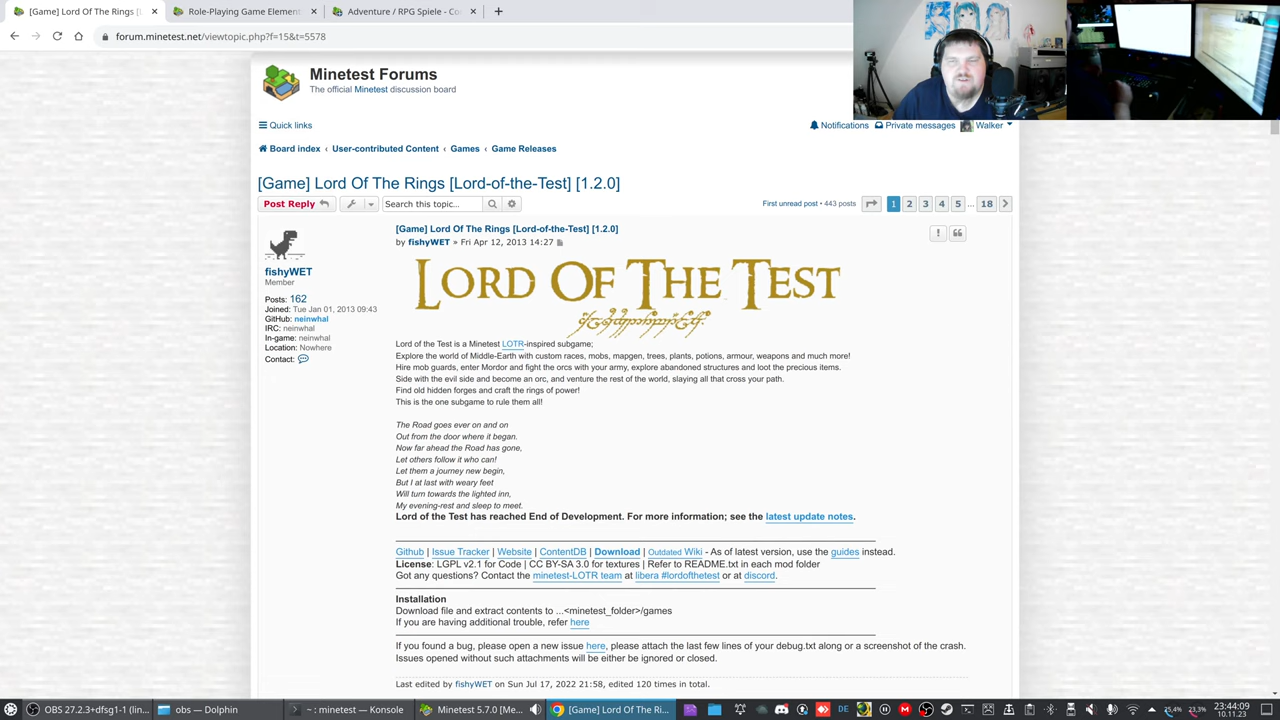 [Game] Lord Of The Rings [L
Role-Playing Game Element
Adventure / RPG Spiele - Co
forum.minetest.net/viewtopic.php?f=15&t=5578
Minetest Forums
The official Minetest discussion board
Quick links
Notifications Private messages Walker
Board index ‹ User-contributed Content ‹ Games ‹ Game Releases
[Game] Lord Of The Rings [Lord-of-the-Test] [1.2.0]
Post Reply
Search this topic…
First unread post • 443 posts
1 2 3 4 5 … 18
[Game] Lord Of The Rings [Lord-of-the-Test] [1.2.0]
by fishyWET » Fri Apr 12, 2013 14:27
fishyWET
Member
Posts: 162
Joined: Tue Jan 01, 2013 09:43
GitHub: neinwhal
IRC: neinwhal
In-game: neinwhal
Location: Nowhere
Contact:
LORD OF THE TEST
Lord of the Test is a Minetest LOTR-inspired subgame;
Explore the world of Middle-Earth with custom races, mobs, mapgen, trees, plants, potions, armour, weapons and much more!
Hire mob guards, enter Mordor and fight the orcs with your army, explore abandoned structures and loot the precious items.
Side with the evil side and become an orc, and venture the rest of the world, slaying all that cross your path.
Find old hidden forges and craft the rings of power!
This is the one subgame to rule them all!
The Road goes ever on and on
Out from the door where it began.
Now far ahead the Road has gone,
Let others follow it who can!
Let them a journey new begin,
But I at last with weary feet
Will turn towards the lighted inn,
My evening-rest and sleep to meet.
Lord of the Test has reached End of Development. For more information; see the latest update notes.
Github | Issue Tracker | Website | ContentDB | Download | Outdated Wiki - As of latest version, use the guides instead.
License: LGPL v2.1 for Code | CC BY-SA 3.0 for textures | Refer to README.txt in each mod folder
Got any questions? Contact the minetest-LOTR team at libera #lordofthetest or at discord.
Installation
Download file and extract contents to ...<minetest_folder>/games
If you are having additional trouble, refer here
If you found a bug, please open a new issue here, please attach the last few lines of your debug.txt along or a screenshot of the crash.
Issues opened without such attachments will be either be ignored or closed.
Last edited by fishyWET on Sun Jul 17, 2022 21:58, edited 120 times in total.
OBS 27.2.3+dfsg1-1 (lin…
obs — Dolphin
~ : minetest — Konsole
Minetest 5.7.0 [Me…
[Game] Lord Of The Ri…
DE
25,4% 23,3%
23:44:09
10.11.23